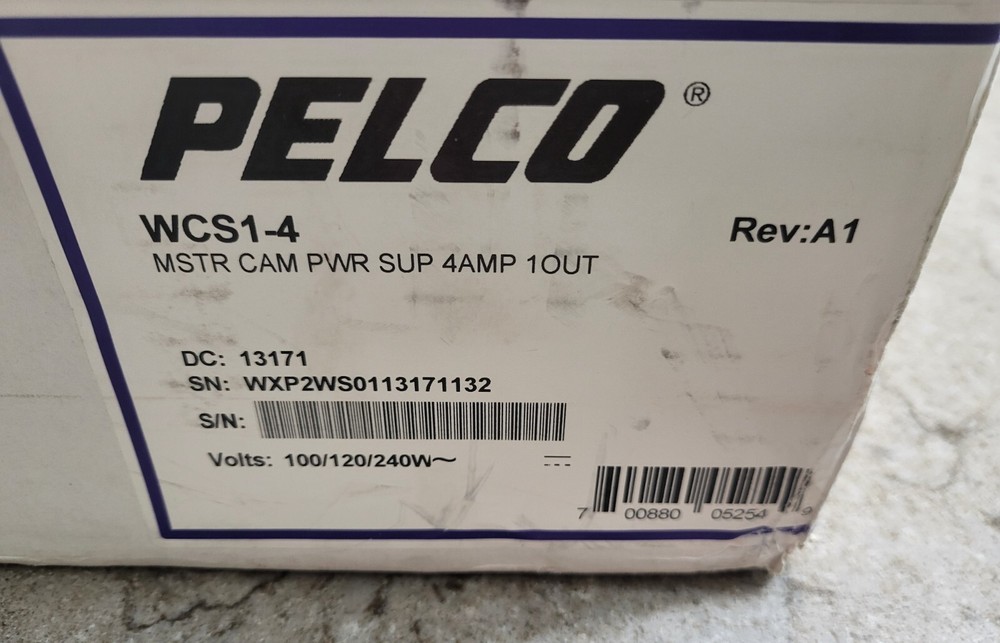 PELCO®
WCS1-4
Rev:A1
MSTR CAM PWR SUP 4AMP 1OUT
DC: 13171
SN: WXP2WS0113171132
S/N:
Volts: 100/120/240W~
7 00880 05254 9